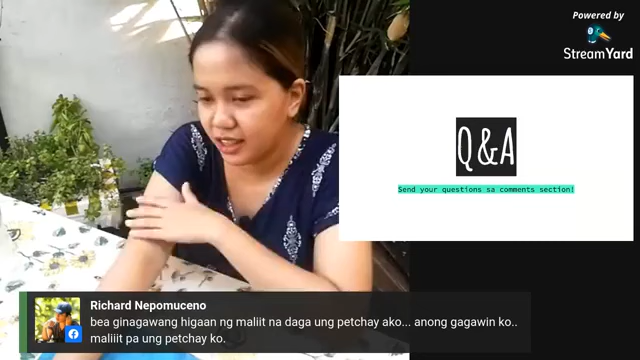 Powered by
StreamYard
Q&A
Send your questions sa comments section!
Richard Nepomuceno
bea ginagawang higaan ng maliit na daga ung petchay ako... anong gagawin ko..
maliiit pa ung petchay ko.